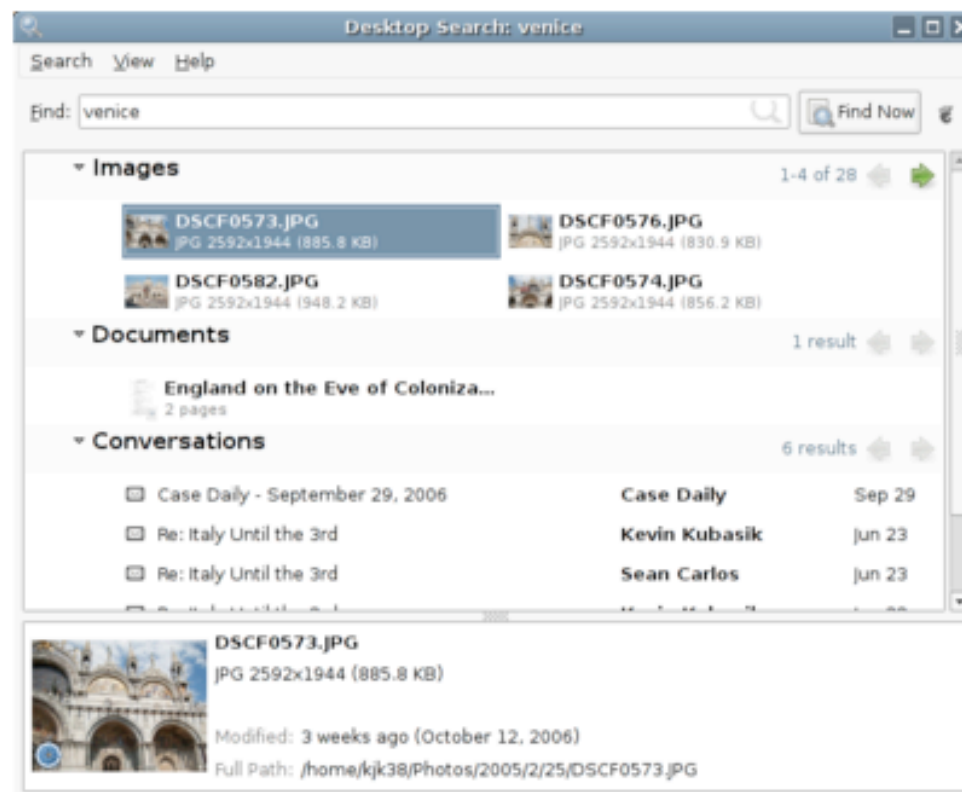 Desktop Search: venice
Search View Help
Find: venice Find Now
Images 1-4 of 28
DSCF0573.JPG DSCF0576.JPG
JPG 2592x1944 (885.8 KB) JPG 2592x1944 (830.9 KB)
DSCF0582.JPG DSCF0574.JPG
JPG 2592x1944 (948.2 KB) JPG 2592x1944 (856.2 KB)
Documents 1 result
England on the Eve of Coloniza...
2 pages
Conversations 6 results
Case Daily - September 29, 2006 Case Daily Sep 29
Re: Italy Until the 3rd Kevin Kubasik Jun 23
Re: Italy Until the 3rd Sean Carlos Jun 23
DSCF0573.JPG
JPG 2592x1944 (885.8 KB)
Modified: 3 weeks ago (October 12, 2006)
Full Path: /home/kjk38/Photos/2005/2/25/DSCF0573.JPG